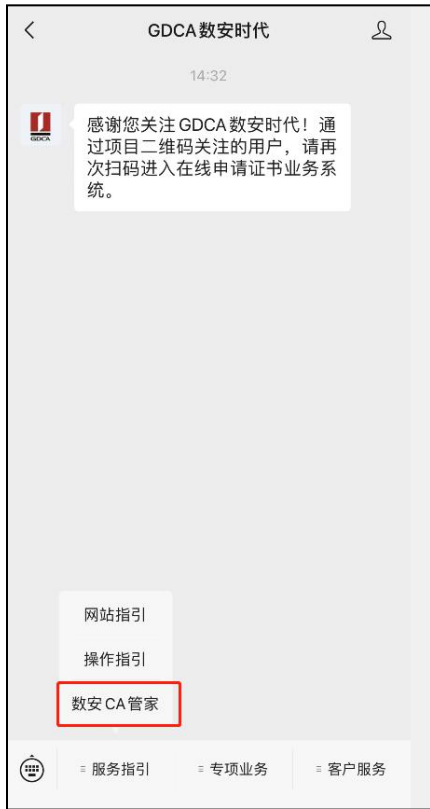 GDCA数安时代
14:32
GDCA
感谢您关注GDCA数安时代！通
过项目二维码关注的用户，请再
次扫码进入在线申请证书业务系
统。
网站指引
操作指引
数安CA管家
服务指引 专项业务 客户服务